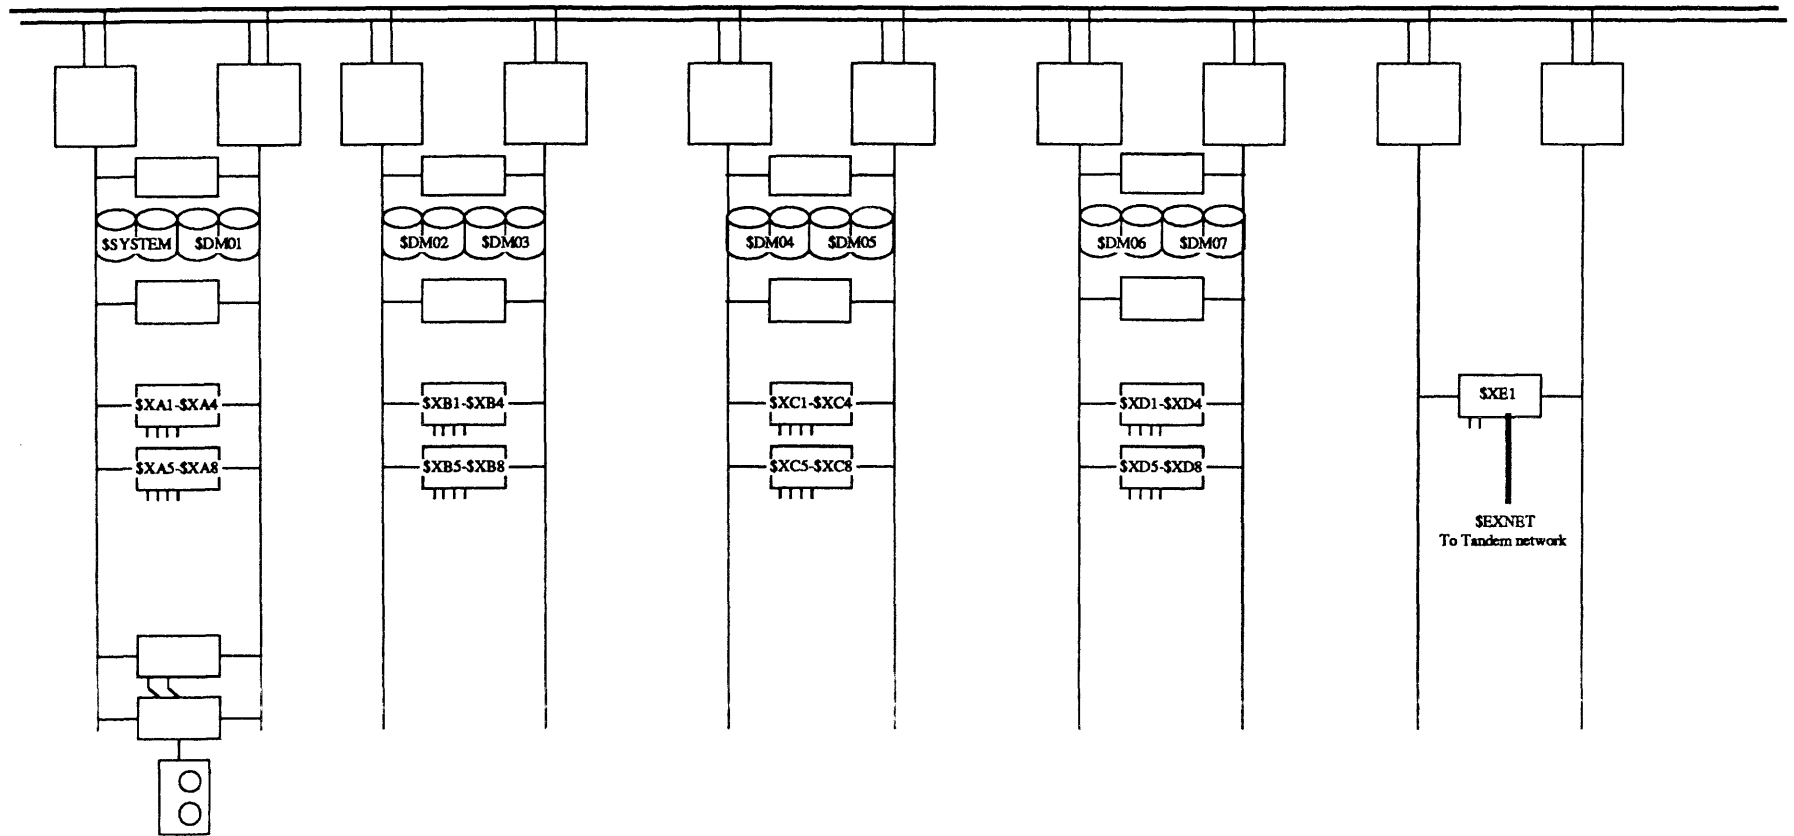 $SYSTEM $DM01 $DM02 $DM03 $DM04 $DM05 $DM06 $DM07
$XA1-$XA4 $XB1-$XB4 $XC1-$XC4 $XD1-$XD4 $XE1
$XA5-$XA8 $XB5-$XB8 $XC5-$XC8 $XD5-$XD8
$EXNET
To Tandem network